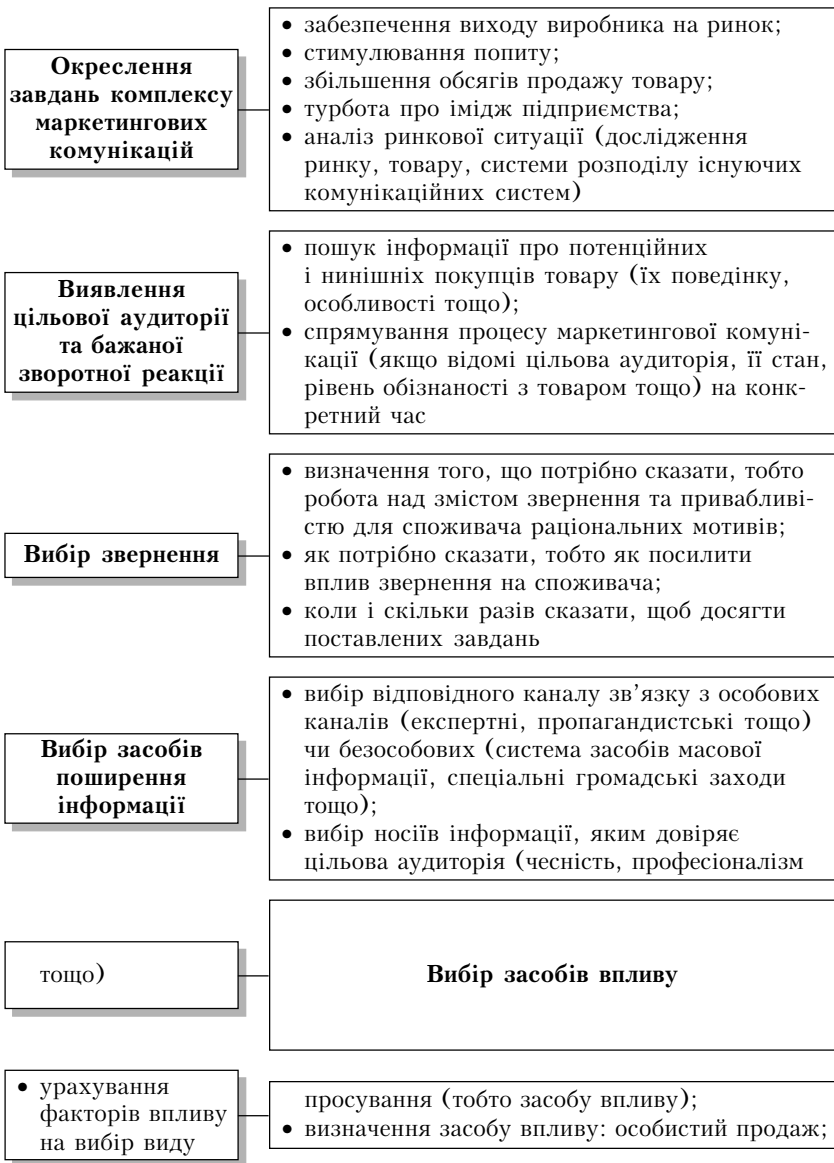 Окреслення
завдань комплексу
маркетингових
комунікацій
• забезпечення виходу виробника на ринок;
• стимулювання попиту;
• збільшення обсягів продажу товару;
• турбота про імідж підприємства;
• аналіз ринкової ситуації (дослідження
ринку, товару, системи розподілу існуючих
комунікаційних систем)
Виявлення
цільової аудиторії
та бажаної
зворотної реакції
• пошук інформації про потенційних
і нинішніх покупців товару (їх поведінку,
особливості тощо);
• спрямування процесу маркетингової комуні-
кації (якщо відомі цільова аудиторія, її стан,
рівень обізнаності з товаром тощо) на конк-
ретний час
Вибір звернення
• визначення того, що потрібно сказати, тобто
робота над змістом звернення та привабливі-
стю для споживача раціональних мотивів;
• як потрібно сказати, тобто як посилити
вплив звернення на споживача;
• коли і скільки разів сказати, щоб досягти
поставлених завдань
Вибір засобів
поширення
інформації
• вибір відповідного каналу зв’язку з особових
каналів (експертні, пропагандистські тощо)
чи безособових (система засобів масової
інформації, спеціальні громадські заходи
тощо);
• вибір носіїв інформації, яким довіряє
цільова аудиторія (чесність, професіоналізм
тощо)
Вибір засобів впливу
• урахування
факторів впливу
на вибір виду
просування (тобто засобу впливу);
• визначення засобу впливу: особистий продаж;